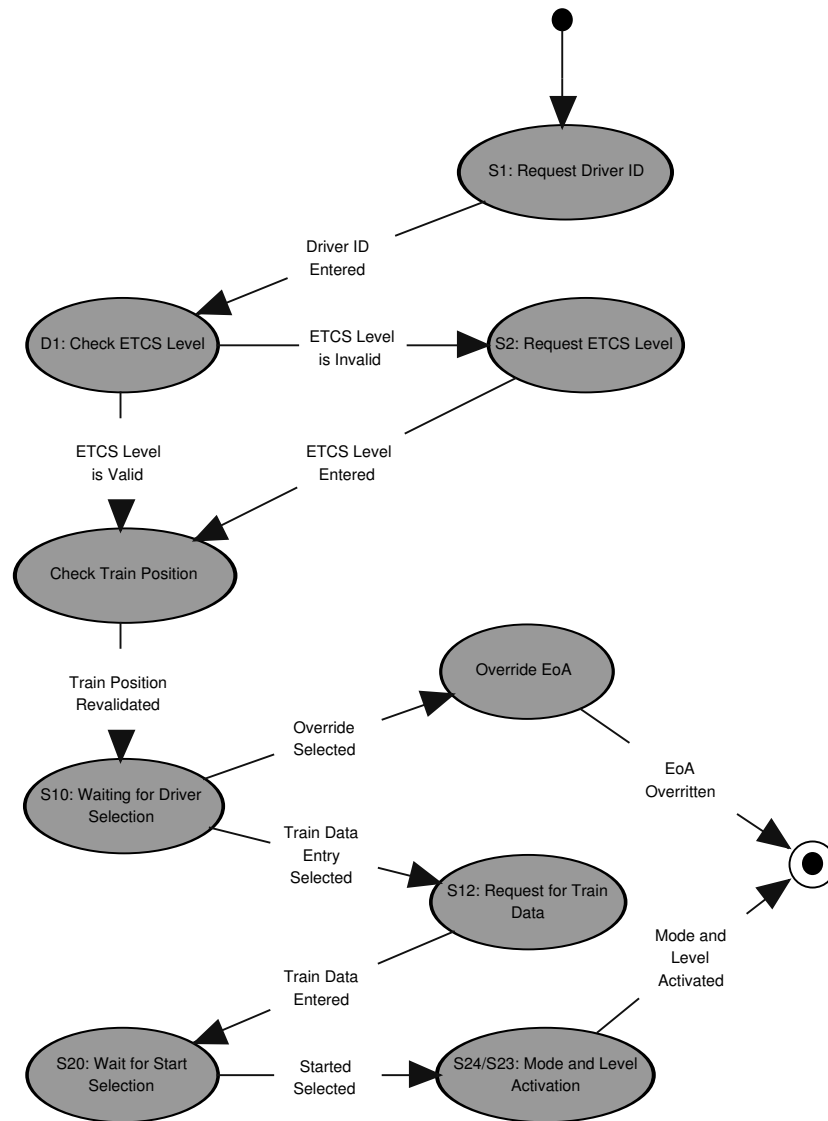 S1: Request Driver ID
Driver ID
Entered
D1: Check ETCS Level
ETCS Level
is Invalid
S2: Request ETCS Level
ETCS Level
is Valid
ETCS Level
Entered
Check Train Position
Train Position
Revalidated
Override EoA
Override
Selected
EoA
Overritten
S10: Waiting for Driver
Selection
Train Data
Entry
Selected
S12: Request for Train
Data
Mode and
Level
Activated
Train Data
Entered
S20: Wait for Start
Selection
Started
Selected
S24/S23: Mode and Level
Activation